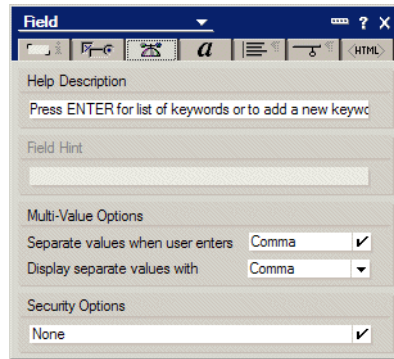 Field ?
a <HTML>
Help Description
Press ENTER for list of keywords or to add a new keywc
Field Hint
Multi-Value Options
Separate values when user enters Comma
Display separate values with Comma
Security Options
None